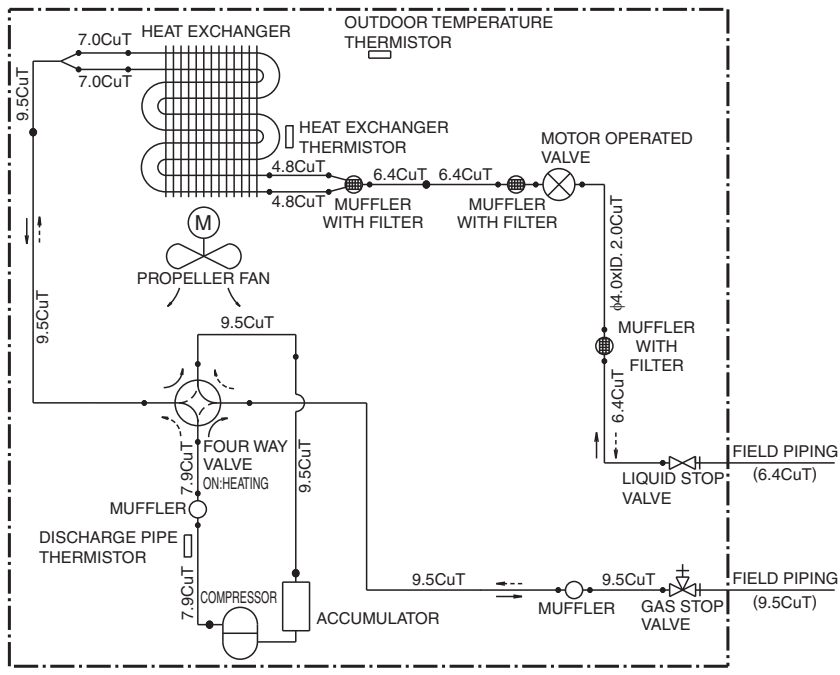 OUTDOOR TEMPERATURE
THERMISTOR
HEAT EXCHANGER
7.0CuT
7.0CuT
9.5CuT
HEAT EXCHANGER
THERMISTOR
MOTOR OPERATED
VALVE
4.8CuT
6.4CuT
6.4CuT
4.8CuT
MUFFLER
WITH FILTER
MUFFLER
WITH FILTER
M
PROPELLER FAN
ϕ4.0xID. 2.0CuT
9.5CuT
9.5CuT
MUFFLER
WITH
FILTER
6.4CuT
FOUR WAY
VALVE
ON:HEATING
7.9CuT
9.5CuT
FIELD PIPING
(6.4CuT)
LIQUID STOP
VALVE
MUFFLER
DISCHARGE PIPE
THERMISTOR
7.9CuT
COMPRESSOR
ACCUMULATOR
9.5CuT
9.5CuT
MUFFLER
GAS STOP
VALVE
FIELD PIPING
(9.5CuT)